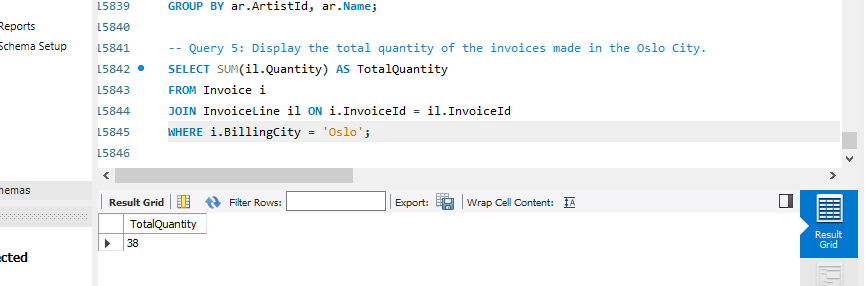 15839 GROUP BY ar.ArtistId, ar.Name;
Reports
15840
Schema Setup
15841 -- Query 5: Display the total quantity of the invoices made in the Oslo City.
15842 SELECT SUM(il.Quantity) AS TotalQuantity
15843 FROM Invoice i
15844 JOIN InvoiceLine il ON i.InvoiceId = il.InvoiceId
15845 WHERE i.BillingCity = 'Oslo';
15846
hemas
Result Grid Filter Rows: Export: Wrap Cell Content: IA
TotalQuantity
38
Result
Grid
cted